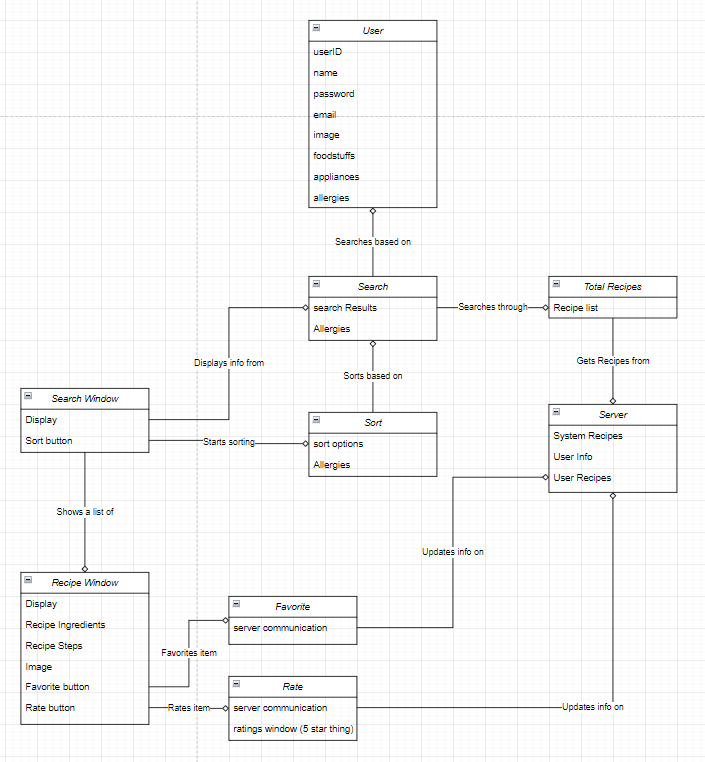 User
userID
name
password
email
image
foodstuffs
appliances
allergies
Searches based on
Search
search Results
Allergies
Searches through
Total Recipes
Recipe list
Displays info from
Sorts based on
Gets Recipes from
Search Window
Display
Sort button
Starts sorting
Sort
sort options
Allergies
Server
System Recipes
User Info
User Recipes
Shows a list of
Updates info on
Recipe Window
Display
Recipe Ingredients
Recipe Steps
Image
Favorite button
Rate button
Favorites item
Favorite
server communication
Rates item
Rate
server communication
ratings window (5 star thing)
Updates info on